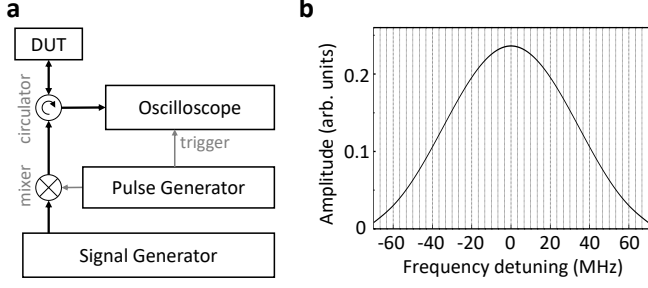 a
DUT
circulator
Oscilloscope
trigger
mixer
Pulse Generator
Signal Generator
b
Amplitude (arb. units)
0.2
0.1
0
-60 -40 -20 0 20 40 60
Frequency detuning (MHz)